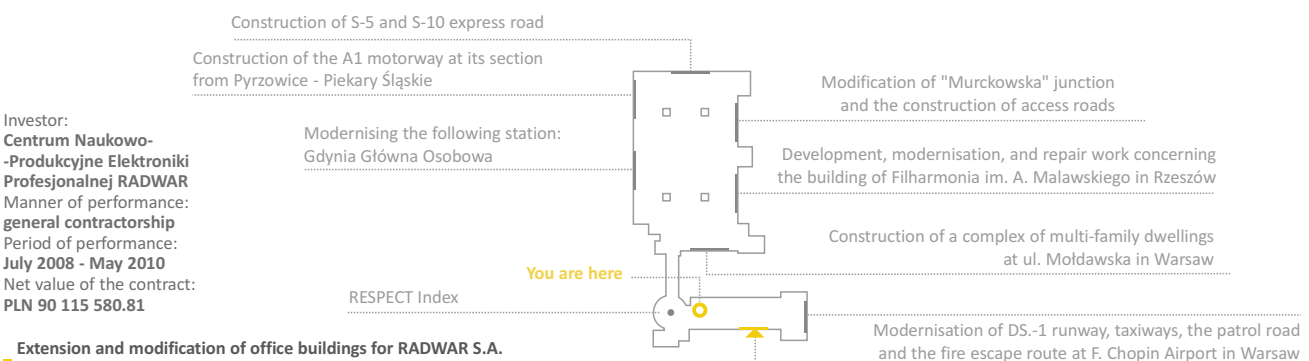 Construction of S-5 and S-10 express road
Construction of the A1 motorway at its section
from Pyrzowice - Piekary Śląskie
Modification of "Murckowska" junction
and the construction of access roads
Investor:
Centrum Naukowo-
-Produkcyjne Elektroniki
Profesjonalnej RADWAR
Manner of performance:
general contractorship
Period of performance:
July 2008 - May 2010
Net value of the contract:
PLN 90 115 580.81
Modernising the following station:
Gdynia Główna Osobowa
Development, modernisation, and repair work concerning
the building of Filharmonia im. A. Malawskiego in Rzeszów
Construction of a complex of multi-family dwellings
at ul. Mołdawska in Warsaw
You are here
RESPECT Index
Modernisation of DS.-1 runway, taxiways, the patrol road
and the fire escape route at F. Chopin Airport in Warsaw
Extension and modification of office buildings for RADWAR S.A.